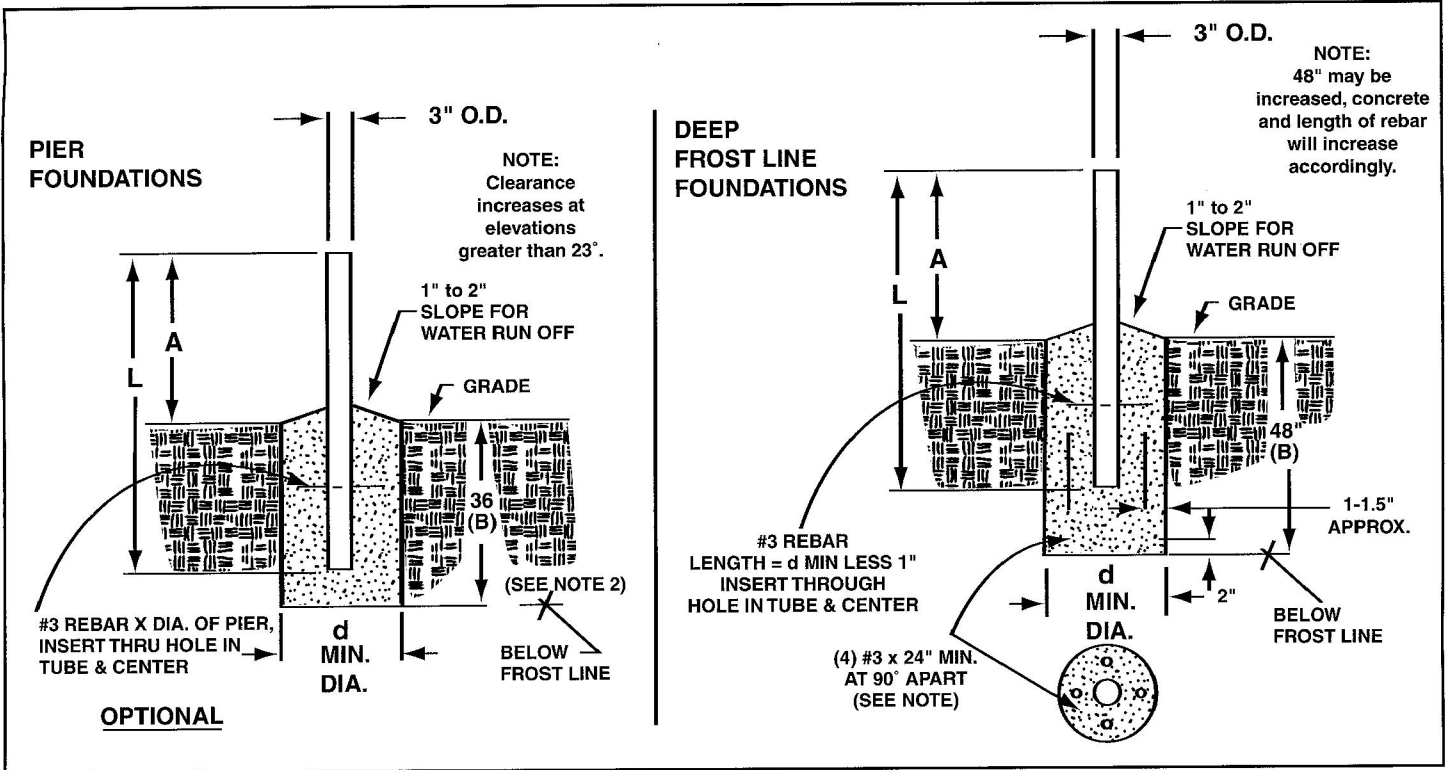 PIER
FOUNDATIONS
3" O.D.
NOTE:
Clearance
increases at
elevations
greater than 23˚.
1" to 2"
SLOPE FOR
WATER RUN OFF
A
L
GRADE
36
(B)
(SEE NOTE 2)
#3 REBAR X DIA. OF PIER,
INSERT THRU HOLE IN
TUBE & CENTER
d
MIN.
DIA.
BELOW
FROST LINE
OPTIONAL
DEEP
FROST LINE
FOUNDATIONS
3" O.D.
NOTE:
48" may be
increased, concrete
and length of rebar
will increase
accordingly.
1" to 2"
SLOPE FOR
WATER RUN OFF
A
L
GRADE
48"
(B)
1-1.5"
APPROX.
#3 REBAR
LENGTH = d MIN LESS 1"
INSERT THROUGH
HOLE IN TUBE & CENTER
d
MIN.
DIA.
2"
BELOW
FROST LINE
(4) #3 x 24" MIN.
AT 90˚ APART
(SEE NOTE)